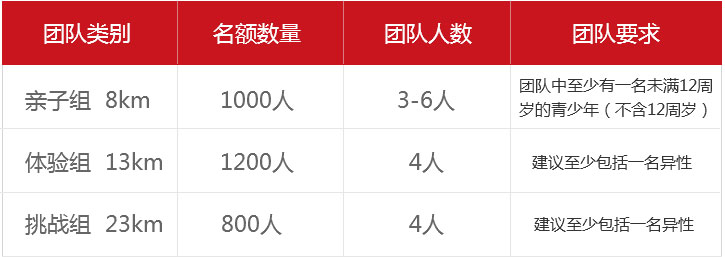 团队类别 名额数量 团队人数 团队要求
亲子组 8km 1000人 3-6人 团队中至少有一名未满12周
岁的青少年（不含12周岁）
体验组 13km 1200人 4人 建议至少包括一名异性
挑战组 23km 800人 4人 建议至少包括一名异性